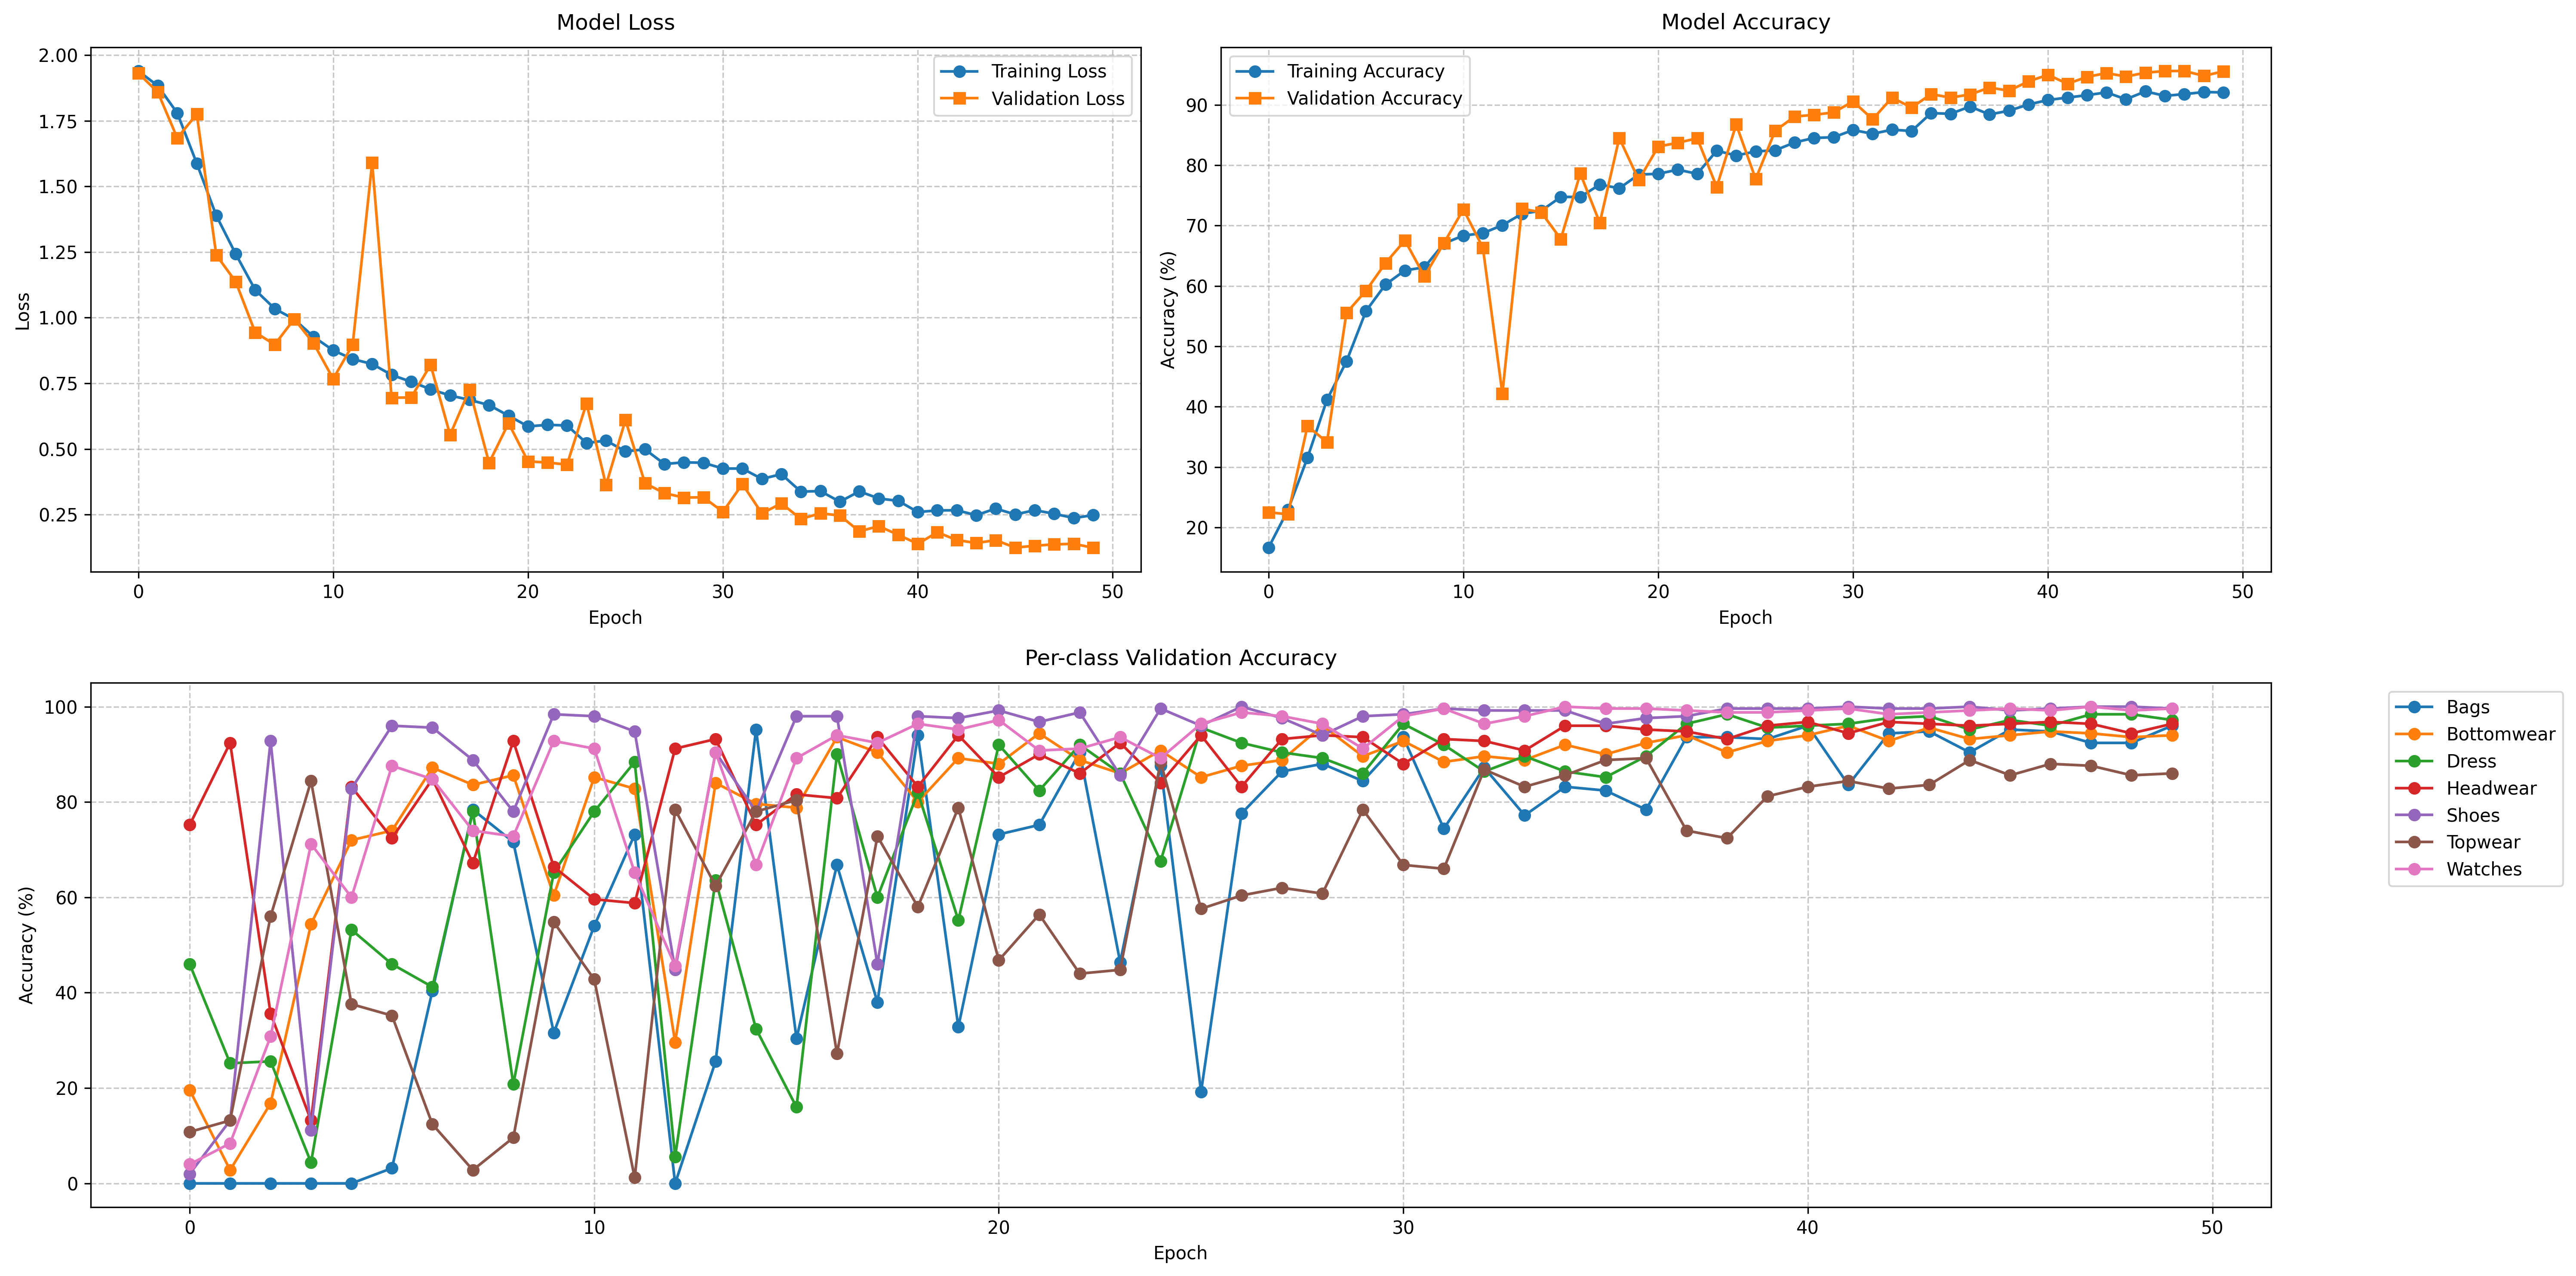 Model Loss
2.00
1.75
1.50
1.25
1.00
0.75
0.50
0.25
Loss
Training Loss
Validation Loss
0 10 20 30 40 50
Epoch
Model Accuracy
90
80
70
60
50
40
30
20
Accuracy (%)
Training Accuracy
Validation Accuracy
0 10 20 30 40 50
Epoch
Per-class Validation Accuracy
100
80
60
40
20
0
Accuracy (%)
0 10 20 30 40 50
Epoch
Bags
Bottomwear
Dress
Headwear
Shoes
Topwear
Watches